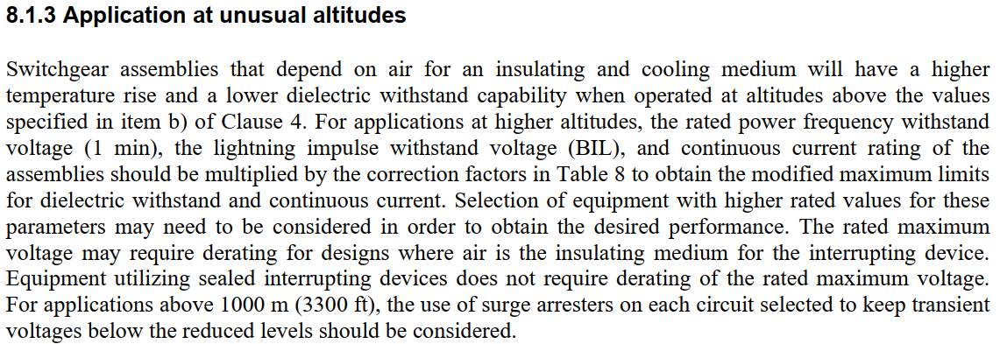 8.1.3 Application at unusual altitudes
Switchgear assemblies that depend on air for an insulating and cooling medium will have a higher
temperature rise and a lower dielectric withstand capability when operated at altitudes above the values
specified in item b) of Clause 4. For applications at higher altitudes, the rated power frequency withstand
voltage (1 min), the lightning impulse withstand voltage (BIL), and continuous current rating of the
assemblies should be multiplied by the correction factors in Table 8 to obtain the modified maximum limits
for dielectric withstand and continuous current. Selection of equipment with higher rated values for these
parameters may need to be considered in order to obtain the desired performance. The rated maximum
voltage may require derating for designs where air is the insulating medium for the interrupting device.
Equipment utilizing sealed interrupting devices does not require derating of the rated maximum voltage.
For applications above 1000 m (3300 ft), the use of surge arresters on each circuit selected to keep transient
voltages below the reduced levels should be considered.